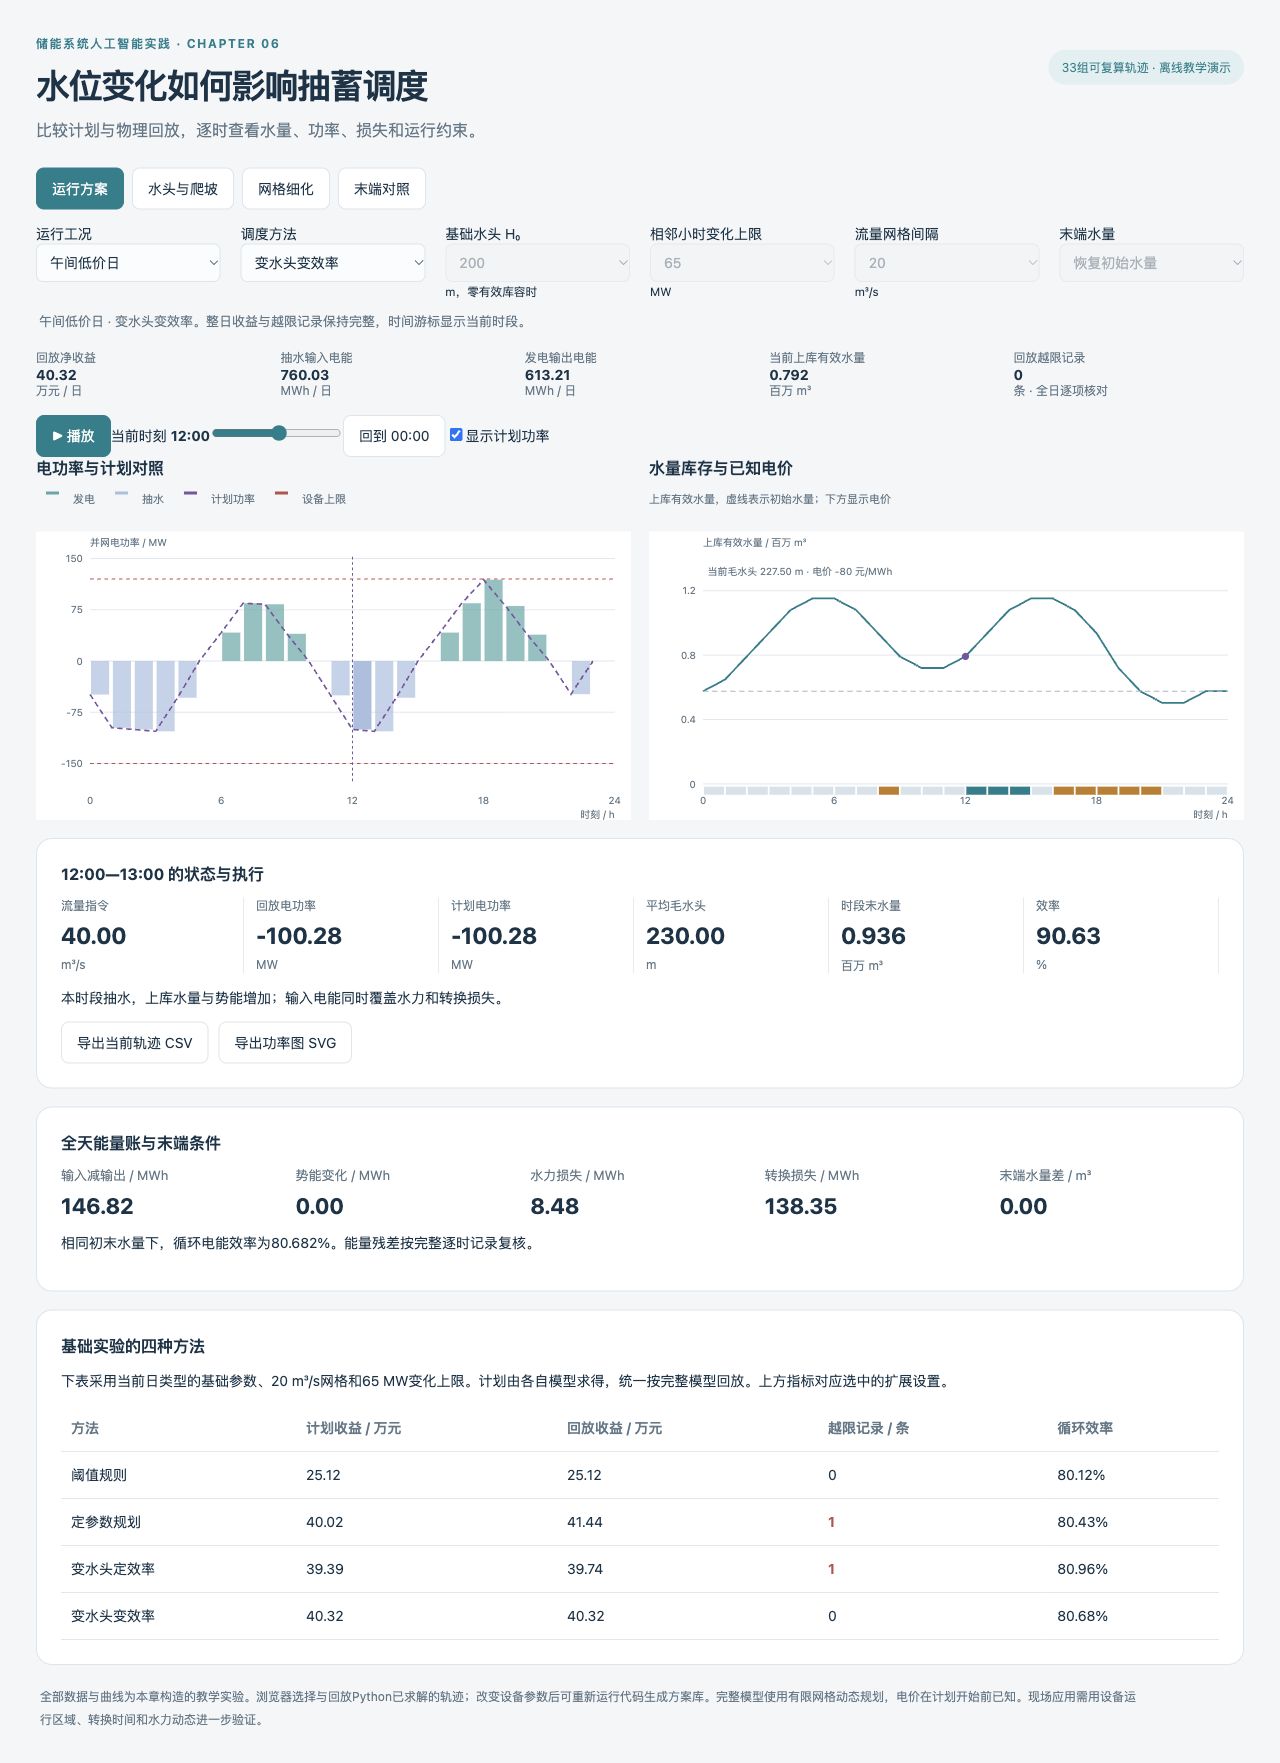 储能系统人工智能实践 · CHAPTER 06
水位变化如何影响抽蓄调度
33组可复算轨迹 · 离线教学演示
比较计划与物理回放，逐时查看水量、功率、损失和运行约束。
运行方案 水头与爬坡 网格细化 末端对照
运行工况 调度方法 基础水头 H₀ 相邻小时变化上限 流量网格间隔 末端水量
午间低价日 变水头变效率 200 65 20 恢复初始水量
m，零有效库容时 MW m³/s
午间低价日 · 变水头变效率。整日收益与越限记录保持完整，时间游标显示当前时段。
回放净收益 抽水输入电能 发电输出电能 当前上库有效水量 回放越限记录
40.32 760.03 613.21 0.792 0
万元 / 日 MWh / 日 MWh / 日 百万 m³ 条 · 全日逐项核对
▶ 播放 当前时刻 12:00 回到 00:00 显示计划功率
电功率与计划对照
发电 抽水 计划功率 设备上限
并网电功率 / MW
150
75
0
-75
-150
0 6 12 18 24
时刻 / h
水量库存与已知电价
上库有效水量，虚线表示初始水量；下方显示电价
上库有效水量 / 百万 m³
当前毛水头 227.50 m · 电价 -80 元/MWh
1.2
0.8
0.4
0
0 6 12 18 24
时刻 / h
12:00—13:00 的状态与执行
流量指令 回放电功率 计划电功率 平均毛水头 时段末水量 效率
40.00 -100.28 -100.28 230.00 0.936 90.63
m³/s MW MW m 百万 m³ %
本时段抽水，上库水量与势能增加；输入电能同时覆盖水力和转换损失。
导出当前轨迹 CSV 导出功率图 SVG
全天能量账与末端条件
输入减输出 / MWh 势能变化 / MWh 水力损失 / MWh 转换损失 / MWh 末端水量差 / m³
146.82 0.00 8.48 138.35 0.00
相同初末水量下，循环电能效率为80.682%。能量残差按完整逐时记录复核。
基础实验的四种方法
下表采用当前日类型的基础参数、20 m³/s网格和65 MW变化上限。计划由各自模型求得，统一按完整模型回放。上方指标对应选中的扩展设置。
方法 计划收益 / 万元 回放收益 / 万元 越限记录 / 条 循环效率
阈值规则 25.12 25.12 0 80.12%
定参数规划 40.02 41.44 1 80.43%
变水头定效率 39.39 39.74 1 80.96%
变水头变效率 40.32 40.32 0 80.68%
全部数据与曲线为本章构造的教学实验。浏览器选择与回放Python已求解的轨迹；改变设备参数后可重新运行代码生成方案库。完整模型使用有限网格动态规划，电价在计划开始前已知。现场应用需用设备运
行区域、转换时间和水力动态进一步验证。